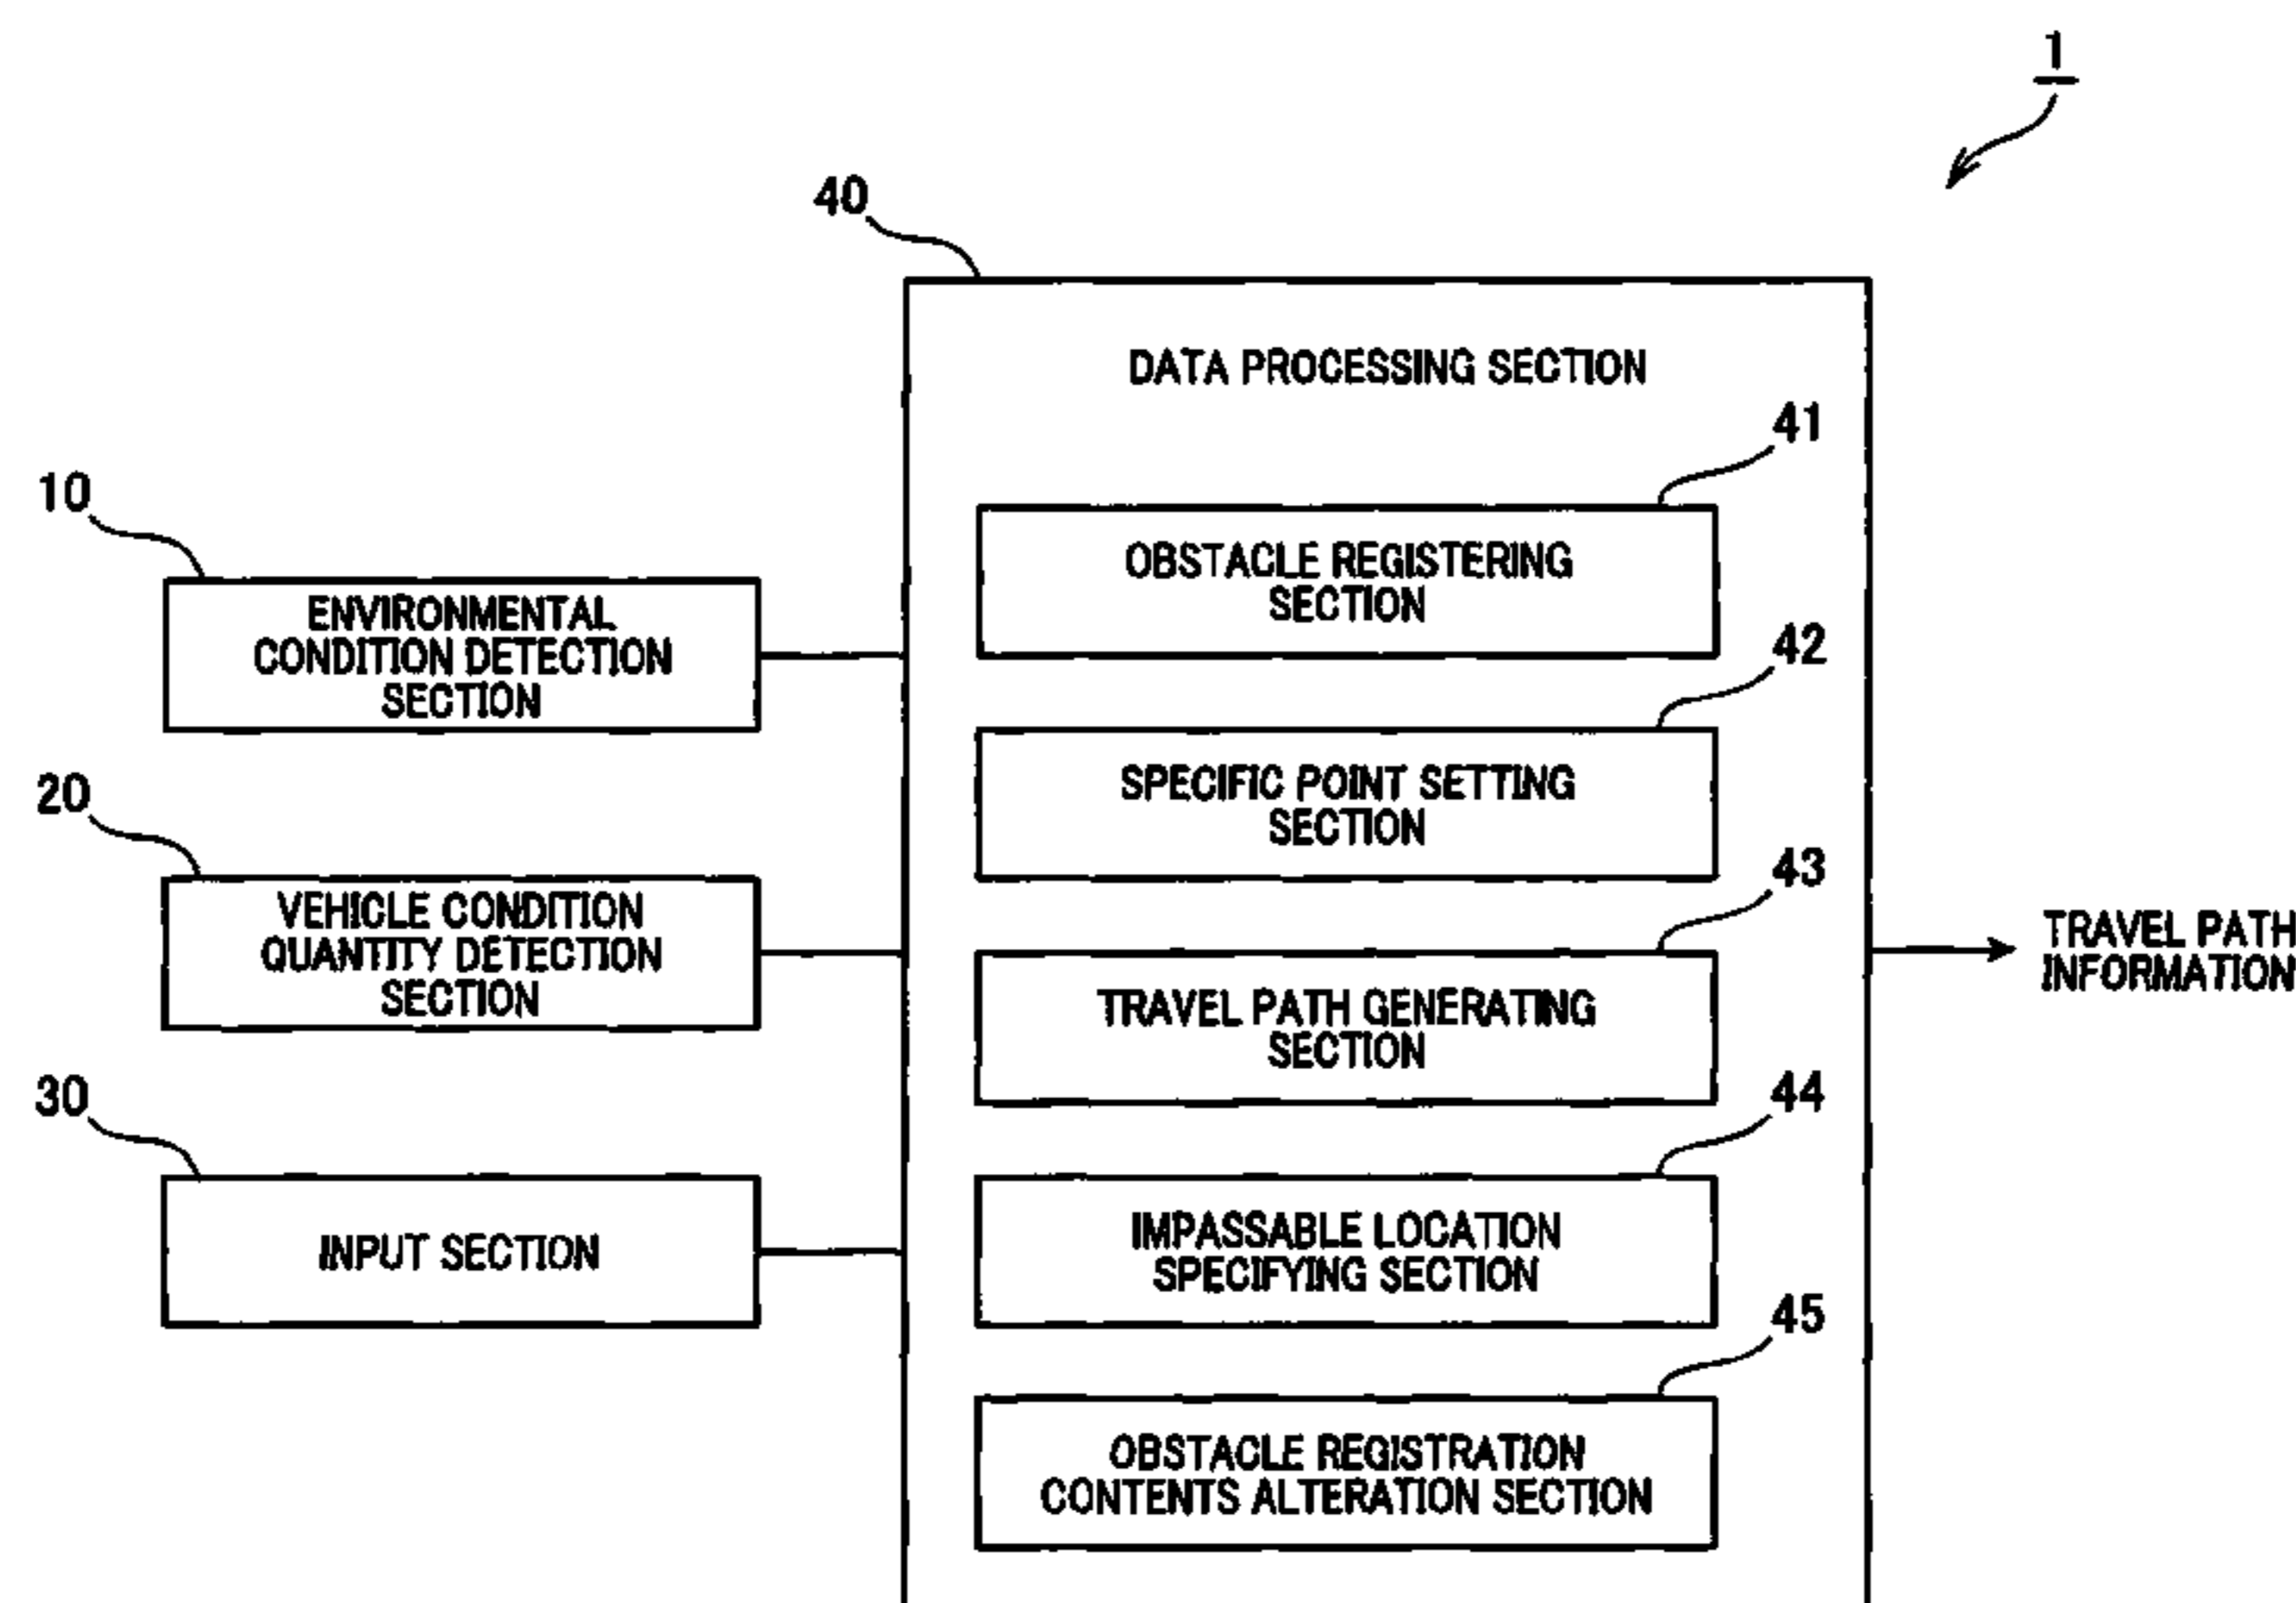 1
40
DATA PROCESSING SECTION
41
OBSTACLE REGISTERING
SECTION
10
ENVIRONMENTAL
CONDITION DETECTION
SECTION
42
SPECIFIC POINT SETTING
SECTION
20
VEHICLE CONDITION
QUANTITY DETECTION
SECTION
43
TRAVEL PATH GENERATING
SECTION
TRAVEL PATH
INFORMATION
30
INPUT SECTION
44
IMPASSABLE LOCATION
SPECIFYING SECTION
45
OBSTACLE REGISTRATION
CONTENTS ALTERATION SECTION